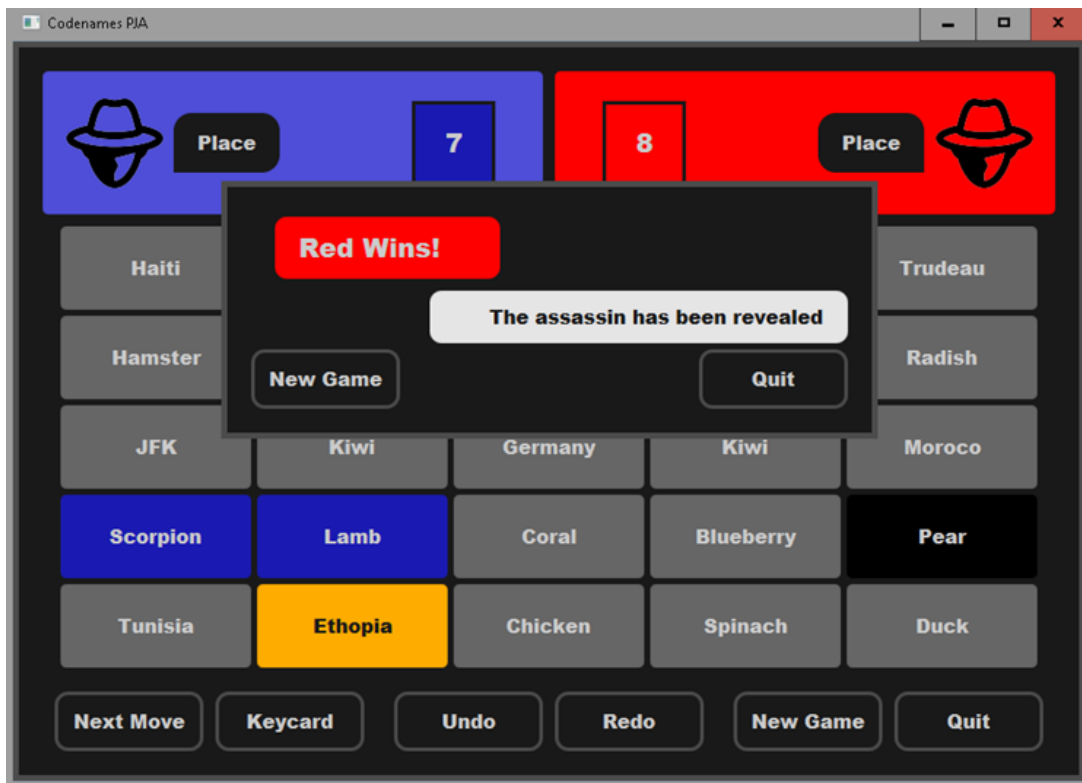 Codenames PJA
Place 7 8 Place
Red Wins!
Haiti Trudeau
The assassin has been revealed
Hamster Radish
New Game Quit
JFK Kiwi Germany Kiwi Moroco
Scorpion Lamb Coral Blueberry Pear
Tunisia Ethopia Chicken Spinach Duck
Next Move Keycard Undo Redo New Game Quit